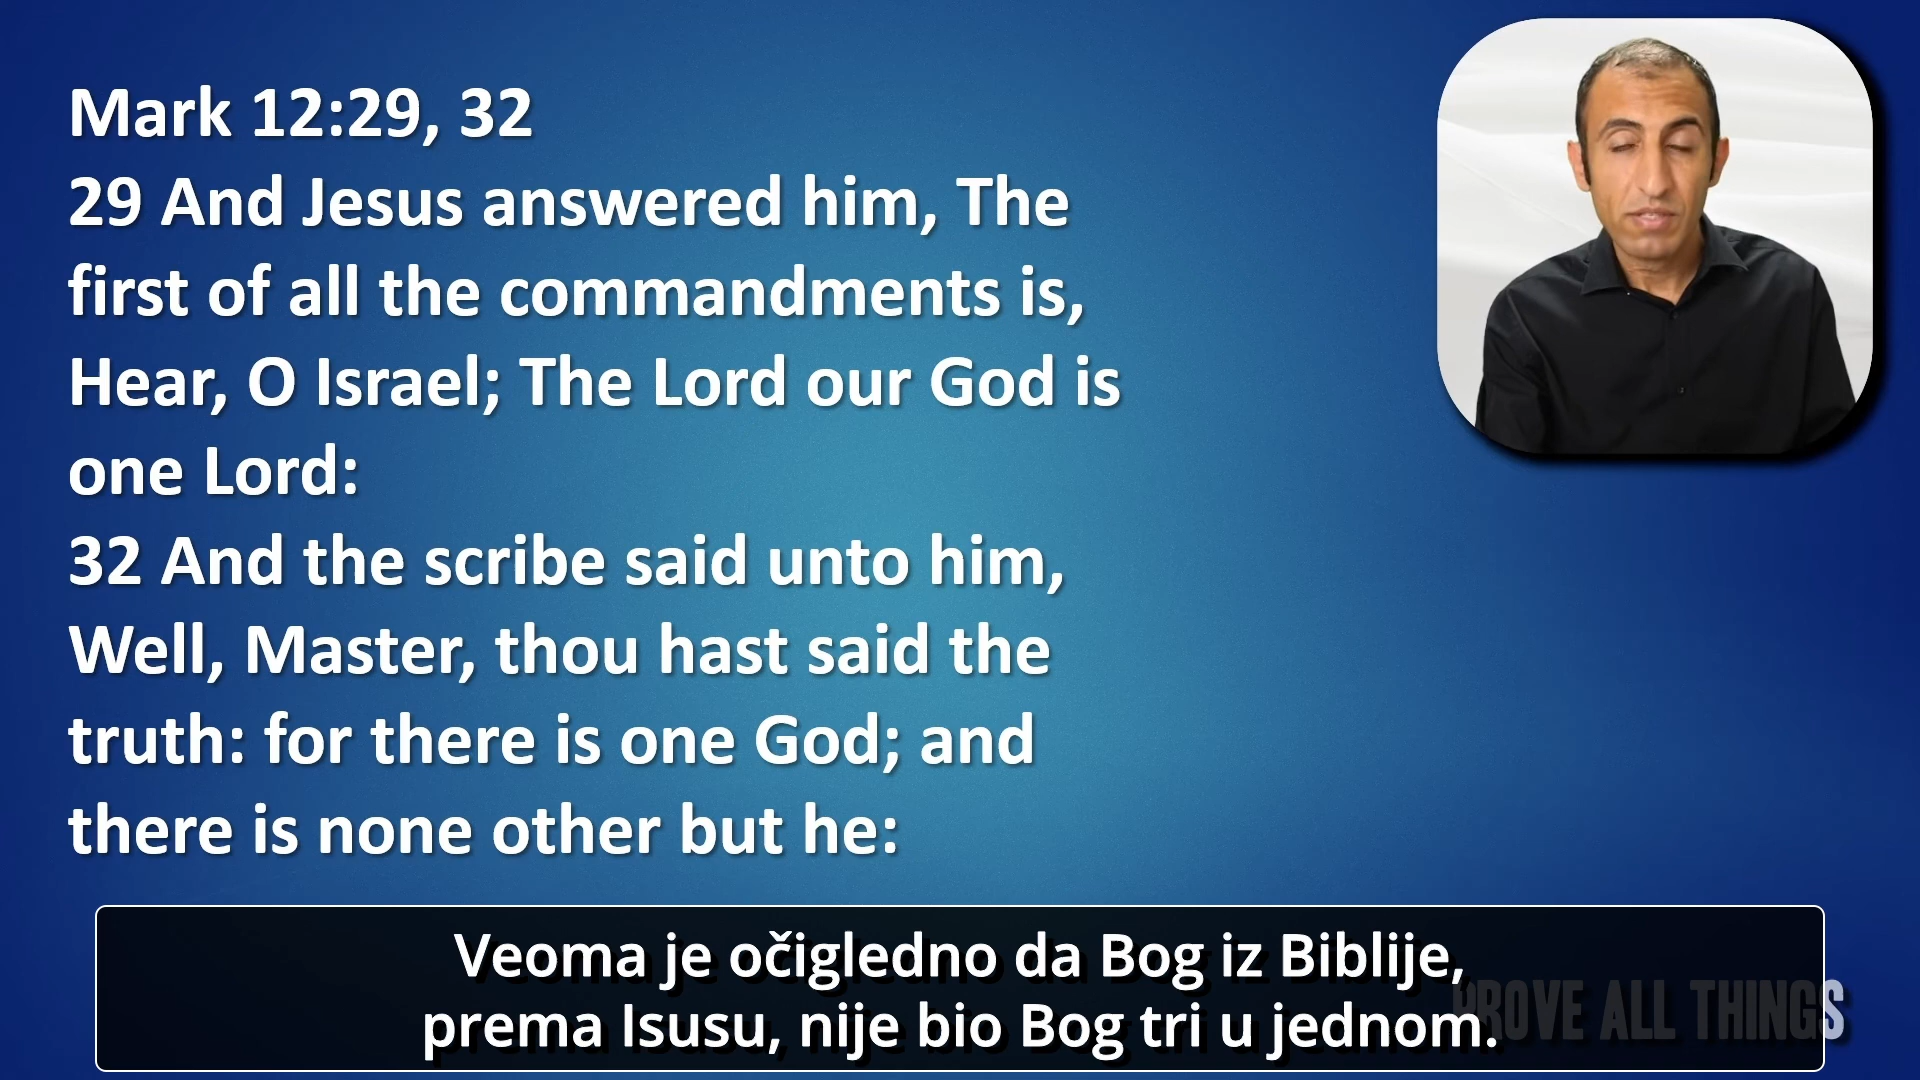 Mark 12:29, 32
29 And Jesus answered him, The
first of all the commandments is,
Hear, O Israel; The Lord our God is
one Lord:
32 And the scribe said unto him,
Well, Master, thou hast said the
truth: for there is one God; and
there is none other but he:
Veoma je očigledno da Bog iz Biblije,
prema Isusu, nije bio Bog tri u jednom.
PROVE ALL THINGS